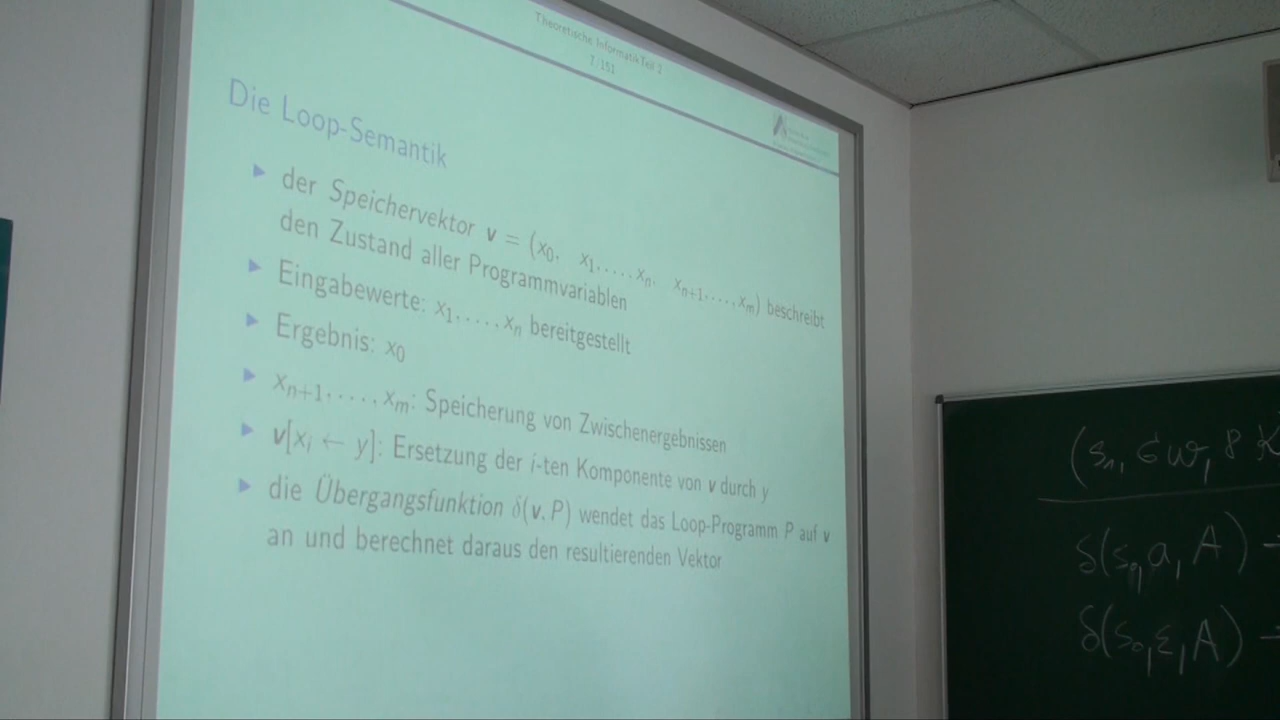 Theoretische Informatik Teil 2
7/151
Die Loop-Semantik
▶ der Speichervektor v = (x₀, x₁, . . . , xₙ, xₙ₊₁, . . . , xₘ) beschreibt
den Zustand aller Programmvariablen
▶ Eingabewerte: x₁, . . . , xₙ bereitgestellt
▶ Ergebnis: x₀
▶ xₙ₊₁, . . . , xₘ: Speicherung von Zwischenergebnissen
▶ v[xᵢ ← y]: Ersetzung der i-ten Komponente von v durch y
▶ die Übergangsfunktion δ(v, P) wendet das Loop-Programm P auf v
an und berechnet daraus den resultierenden Vektor
δ(s₀, a, A) →
δ(s₀, ε, A) →